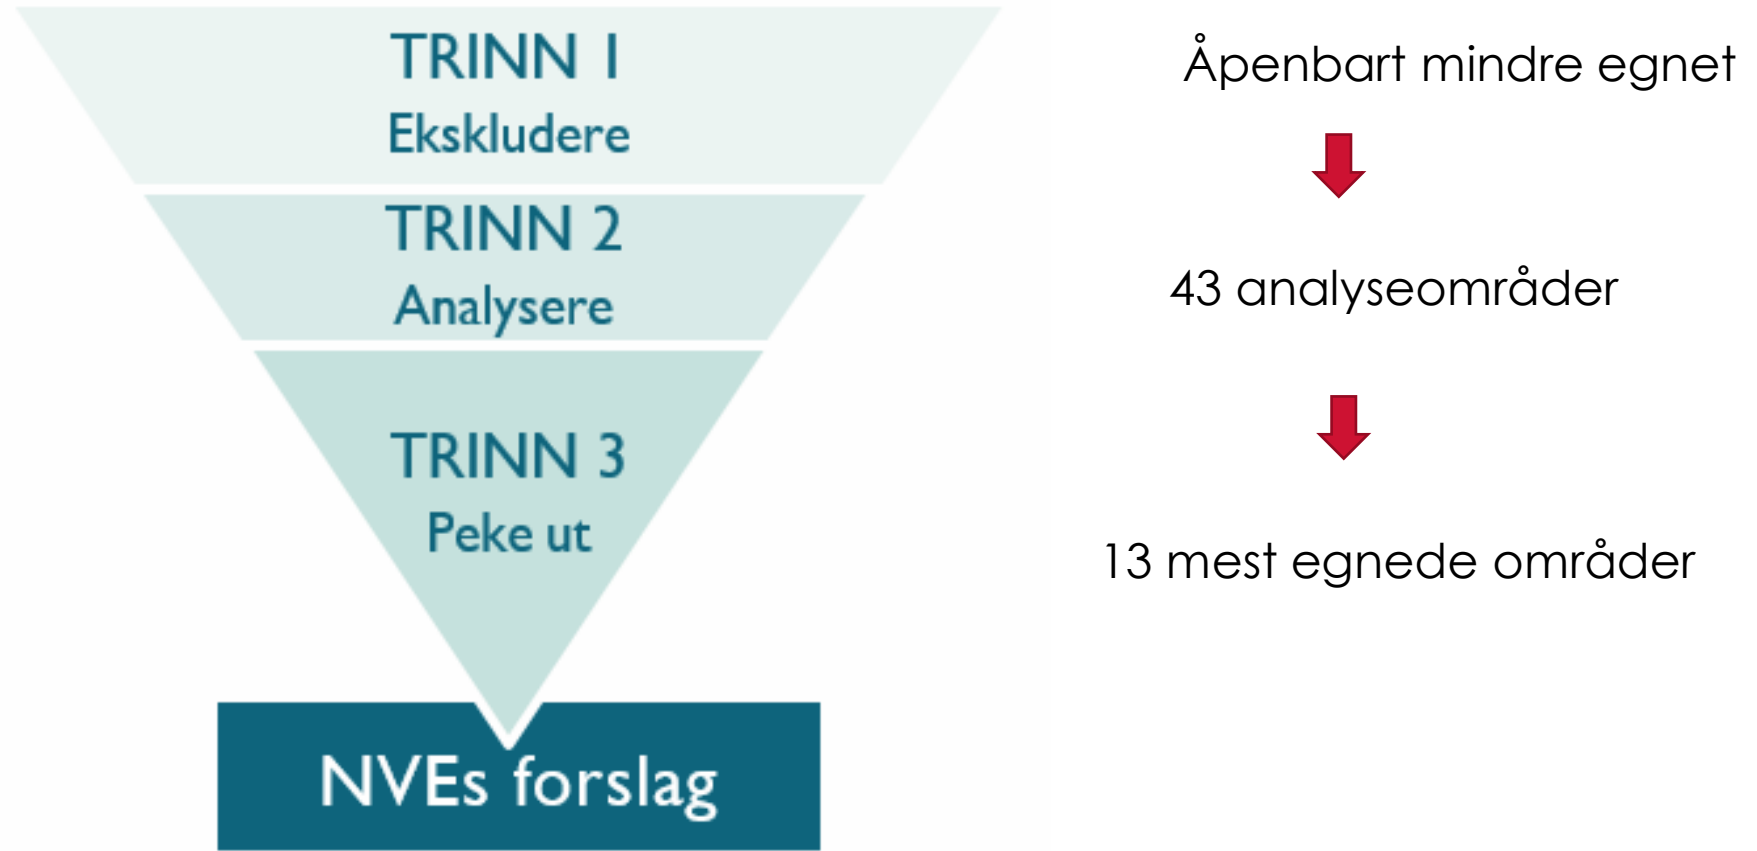 TRINN 1
Ekskludere
Åpenbart mindre egnet
TRINN 2
Analysere
43 analyseområder
TRINN 3
Peke ut
13 mest egnede områder
NVEs forslag